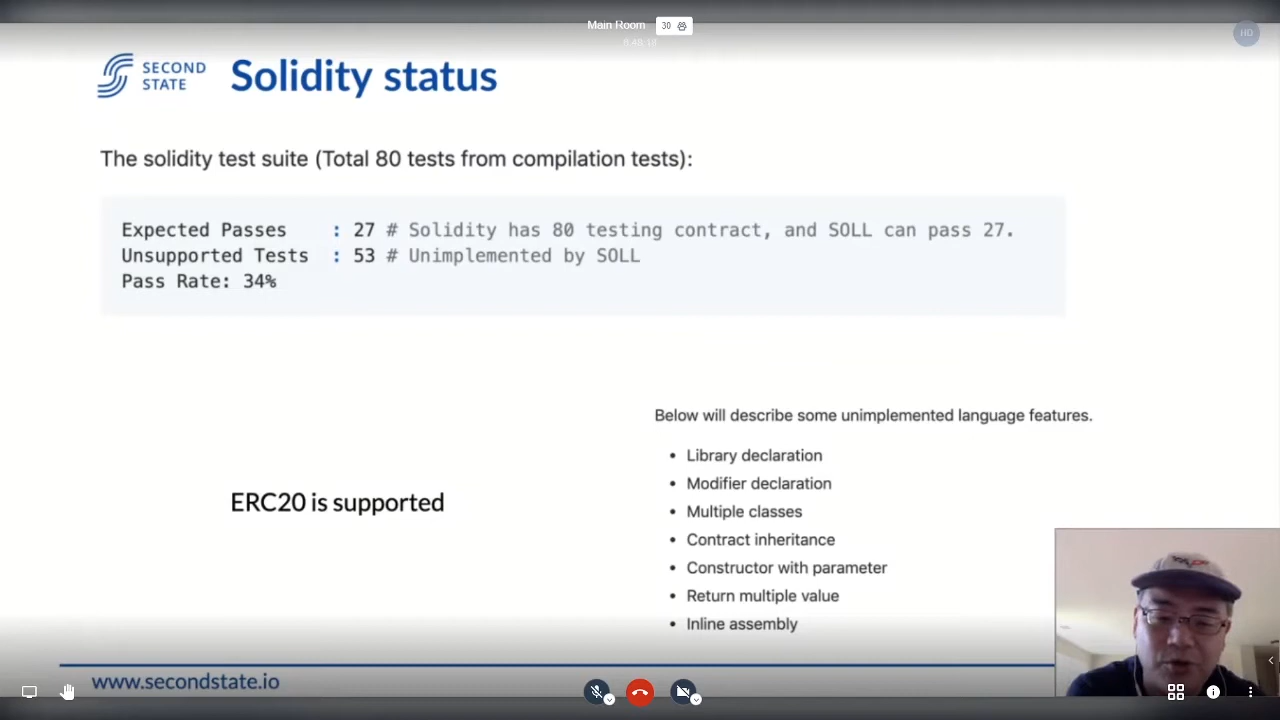 Main Room 30
HD
SECOND
STATE
Solidity status
The solidity test suite (Total 80 tests from compilation tests):
Expected Passes : 27 # Solidity has 80 testing contract, and SOLL can pass 27.
Unsupported Tests : 53 # Unimplemented by SOLL
Pass Rate: 34%
Below will describe some unimplemented language features.
• Library declaration
• Modifier declaration
• Multiple classes
• Contract inheritance
• Constructor with parameter
• Return multiple value
• Inline assembly
ERC20 is supported
www.secondstate.io